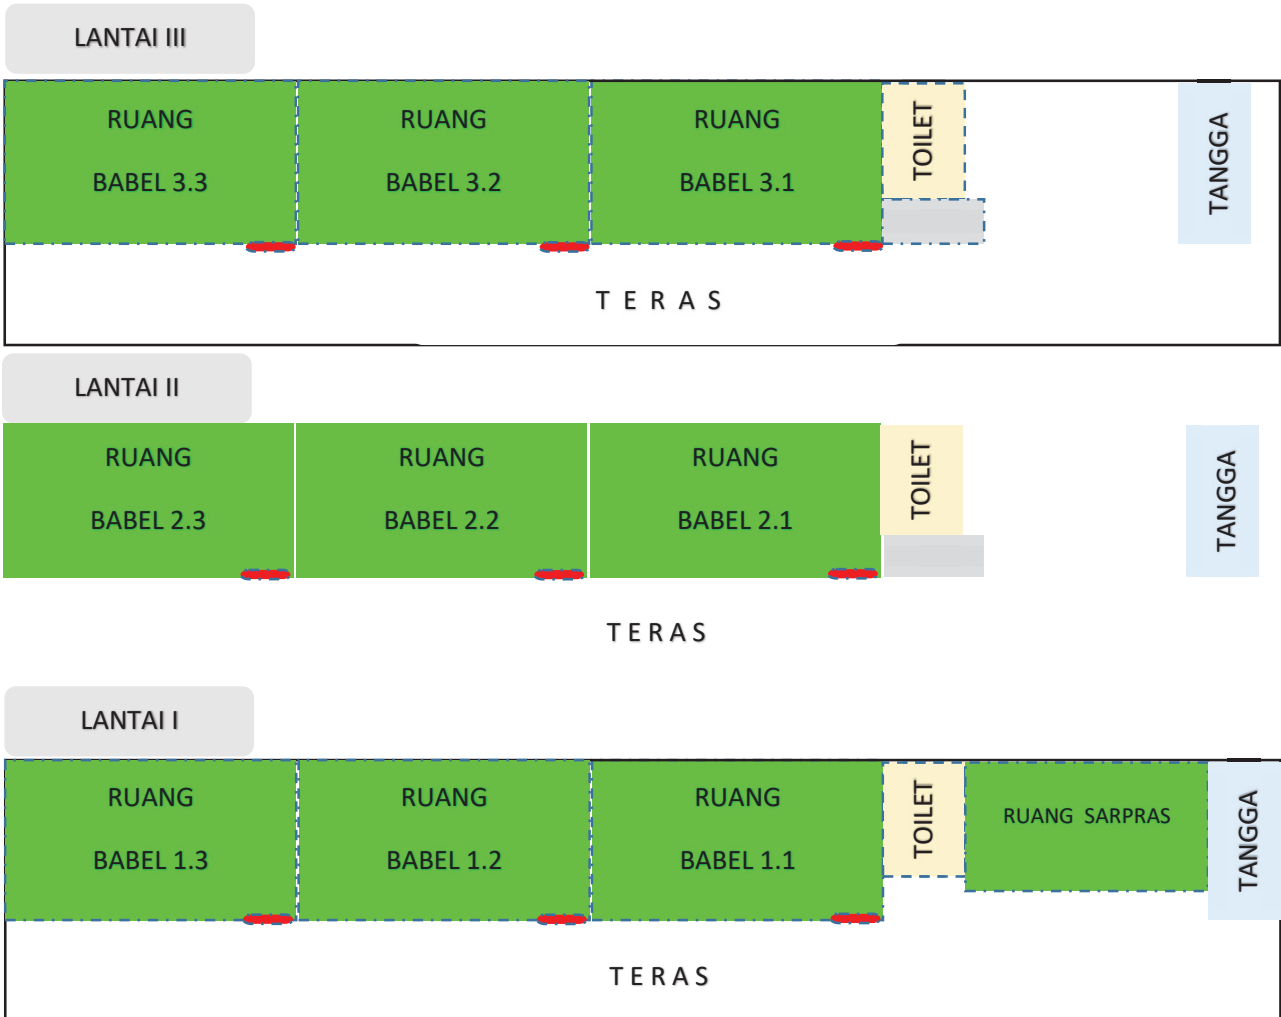 LANTAI III
RUANG
BABEL 3.3
RUANG
BABEL 3.2
RUANG
BABEL 3.1
TOILET
TANGGA
T E R A S
LANTAI II
RUANG
BABEL 2.3
RUANG
BABEL 2.2
RUANG
BABEL 2.1
TOILET
TANGGA
T E R A S
LANTAI I
RUANG
BABEL 1.3
RUANG
BABEL 1.2
RUANG
BABEL 1.1
TOILET
RUANG SARPRAS
TANGGA
T E R A S